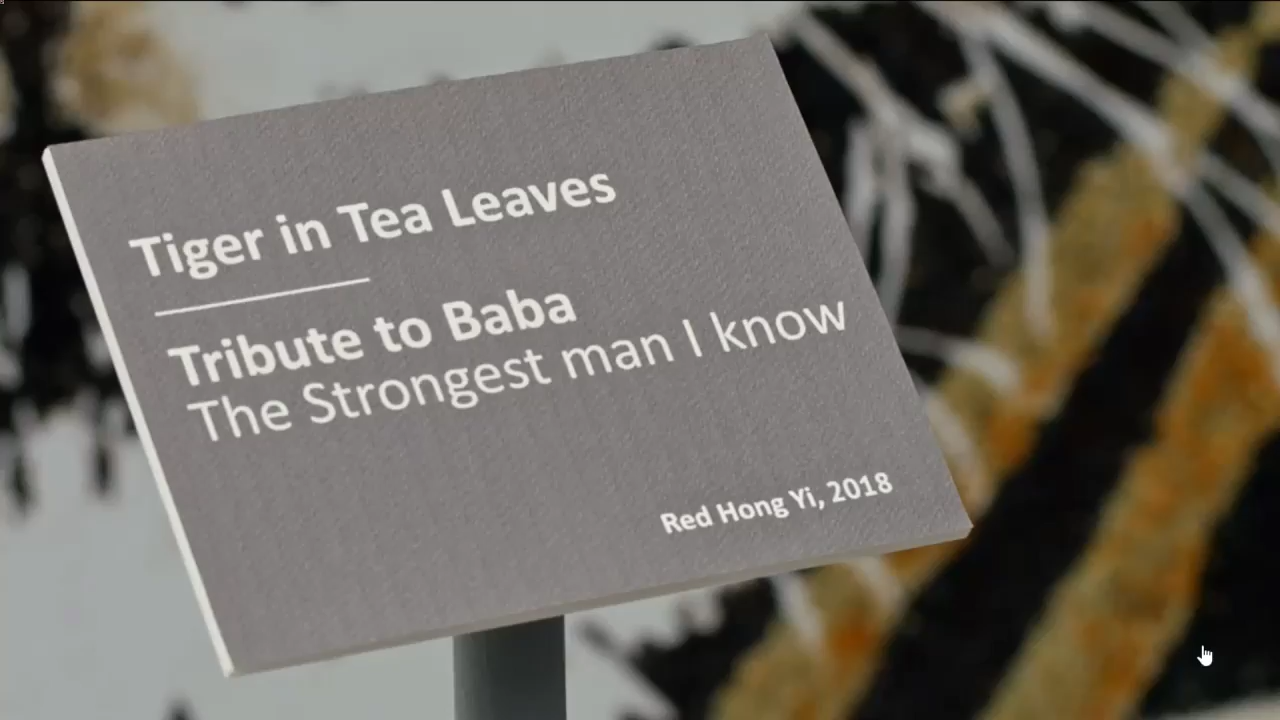 Tiger in Tea Leaves
Tribute to Baba
The Strongest man I know
Red Hong Yi, 2018